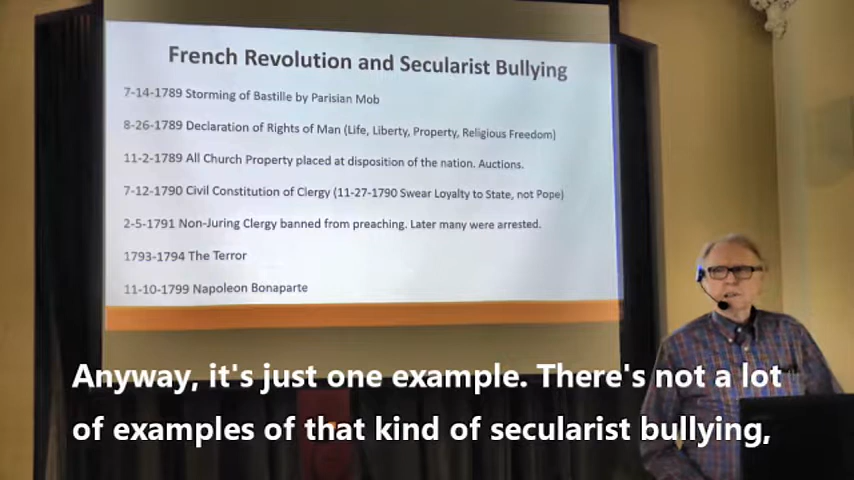 French Revolution and Secularist Bullying
7-14-1789 Storming of Bastille by Parisian Mob
8-26-1789 Declaration of Rights of Man (Life, Liberty, Property, Religious Freedom)
11-2-1789 All Church Property placed at disposition of the nation. Auctions.
7-12-1790 Civil Constitution of Clergy (11-27-1790 Swear Loyalty to State, not Pope)
2-5-1791 Non-Juring Clergy banned from preaching. Later many were arrested.
1793-1794 The Terror
11-10-1799 Napoleon Bonaparte
Anyway, it's just one example. There's not a lot
of examples of that kind of secularist bullying,